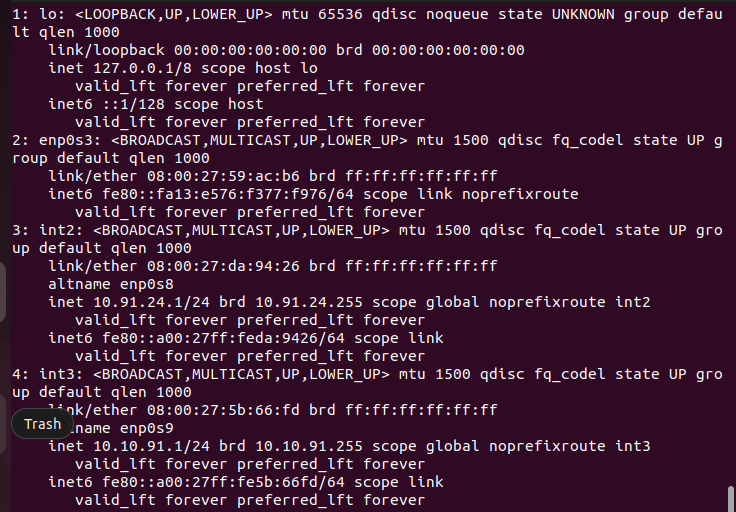 1: lo: <LOOPBACK,UP,LOWER_UP> mtu 65536 qdisc noqueue state UNKNOWN group defau
lt qlen 1000
    link/loopback 00:00:00:00:00:00 brd 00:00:00:00:00:00
    inet 127.0.0.1/8 scope host lo
       valid_lft forever preferred_lft forever
    inet6 ::1/128 scope host
       valid_lft forever preferred_lft forever
2: enp0s3: <BROADCAST,MULTICAST,UP,LOWER_UP> mtu 1500 qdisc fq_codel state UP g
roup default qlen 1000
    link/ether 08:00:27:59:ac:b6 brd ff:ff:ff:ff:ff:ff
    inet6 fe80::fa13:e576:f377:f976/64 scope link noprefixroute
       valid_lft forever preferred_lft forever
3: int2: <BROADCAST,MULTICAST,UP,LOWER_UP> mtu 1500 qdisc fq_codel state UP gro
up default qlen 1000
    link/ether 08:00:27:da:94:26 brd ff:ff:ff:ff:ff:ff
    altname enp0s8
    inet 10.91.24.1/24 brd 10.91.24.255 scope global noprefixroute int2
       valid_lft forever preferred_lft forever
    inet6 fe80::a00:27ff:feda:9426/64 scope link
       valid_lft forever preferred_lft forever
4: int3: <BROADCAST,MULTICAST,UP,LOWER_UP> mtu 1500 qdisc fq_codel state UP gro
up default qlen 1000
    link/ether 08:00:27:5b:66:fd brd ff:ff:ff:ff:ff:ff
Trash
tname enp0s9
    inet 10.10.91.1/24 brd 10.10.91.255 scope global noprefixroute int3
       valid_lft forever preferred_lft forever
    inet6 fe80::a00:27ff:fe5b:66fd/64 scope link
       valid_lft forever preferred_lft forever